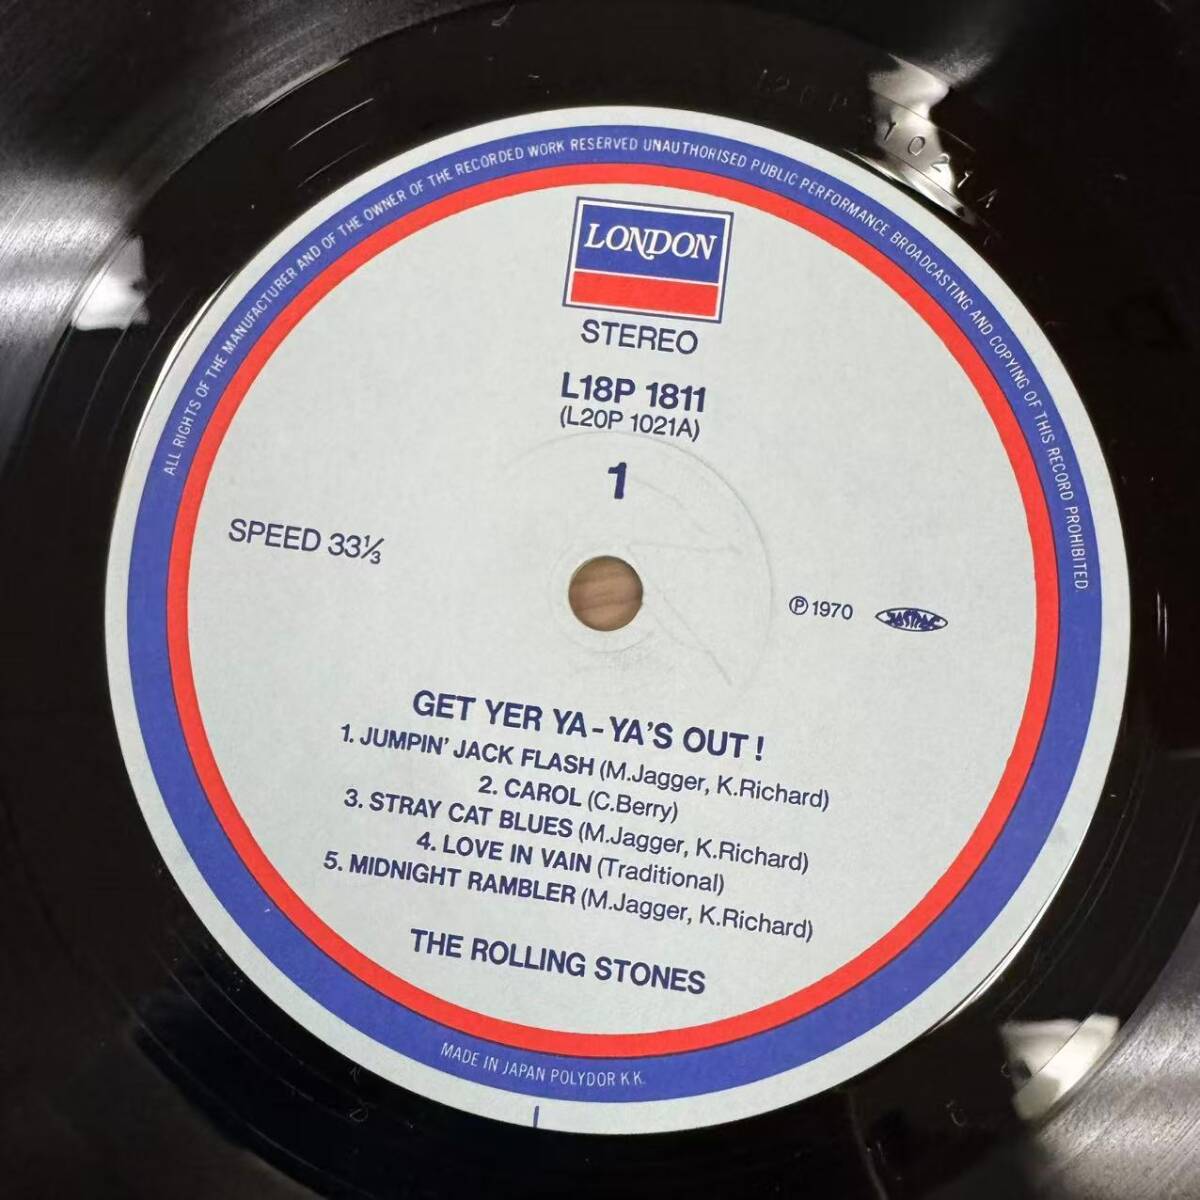 ALL RIGHTS OF THE MANUFACTURER AND OF THE OWNER OF THE RECORDED WORK RESERVED UNAUTHORISED PUBLIC PERFORMANCE BROADCASTING AND COPYING OF THIS RECORD PROHIBITED.
LONDON
STEREO
L18P 1811
(L20P 1021A)
1
SPEED 33⅓
℗ 1970 JASRAC
GET YER YA-YA'S OUT!
1. JUMPIN' JACK FLASH (M.Jagger, K.Richard)
2. CAROL (C.Berry)
3. STRAY CAT BLUES (M.Jagger, K.Richard)
4. LOVE IN VAIN (Traditional)
5. MIDNIGHT RAMBLER (M.Jagger, K.Richard)
THE ROLLING STONES
MADE IN JAPAN POLYDOR K.K.
1021A